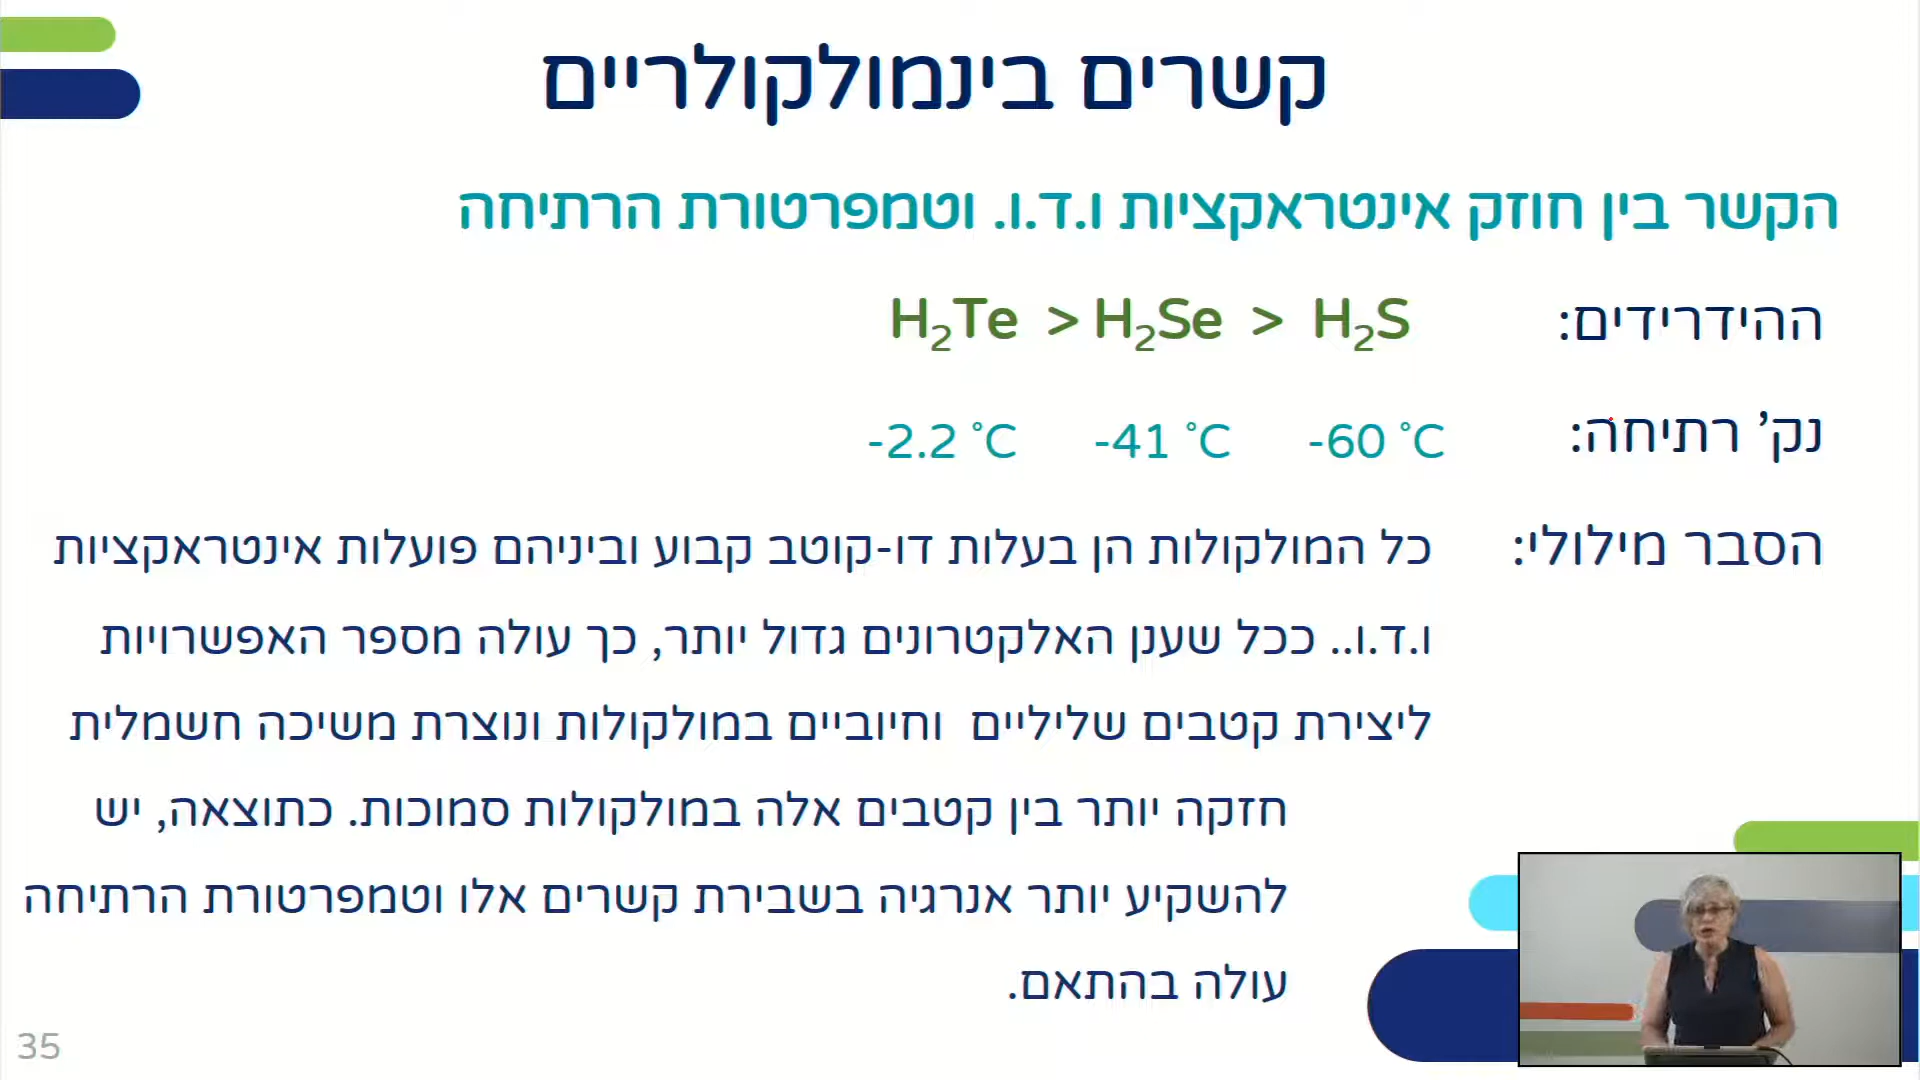 קשרים בינמולקולריים
הקשר בין חוזק אינטראקציות ו.ד.ו. וטמפרטורת הרתיחה
ההידרידים: H₂Te > H₂Se > H₂S
נק' רתיחה: -2.2 °C -41 °C -60 °C
הסבר מילולי: כל המולקולות הן בעלות דו-קוטב קבוע וביניהם פועלות אינטראקציות
ו.ד.ו.. ככל שענן האלקטרונים גדול יותר, כך עולה מספר האפשרויות
ליצירת קטבים שליליים וחיוביים במולקולות ונוצרת משיכה חשמלית
חזקה יותר בין קטבים אלה במולקולות סמוכות. כתוצאה, יש
להשקיע יותר אנרגיה בשבירת קשרים אלו וטמפרטורת הרתיחה
עולה בהתאם.
35